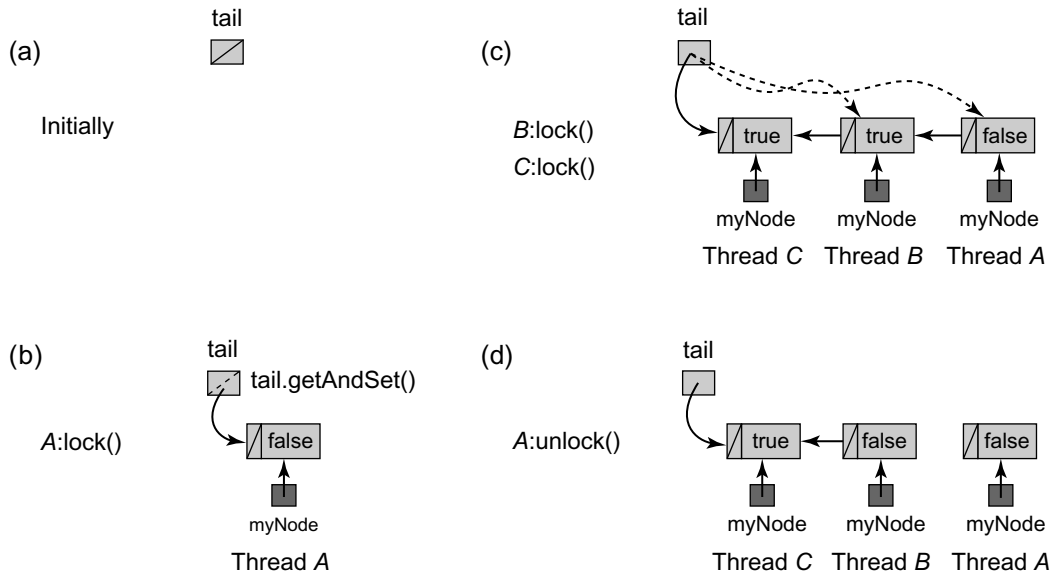 (a)
tail
Initially
(b)
tail
tail.getAndSet()
A:lock()
false
myNode
Thread A
(c)
tail
B:lock()
C:lock()
true
true
false
myNode
myNode
myNode
Thread C
Thread B
Thread A
(d)
tail
A:unlock()
true
false
false
myNode
myNode
myNode
Thread C
Thread B
Thread A